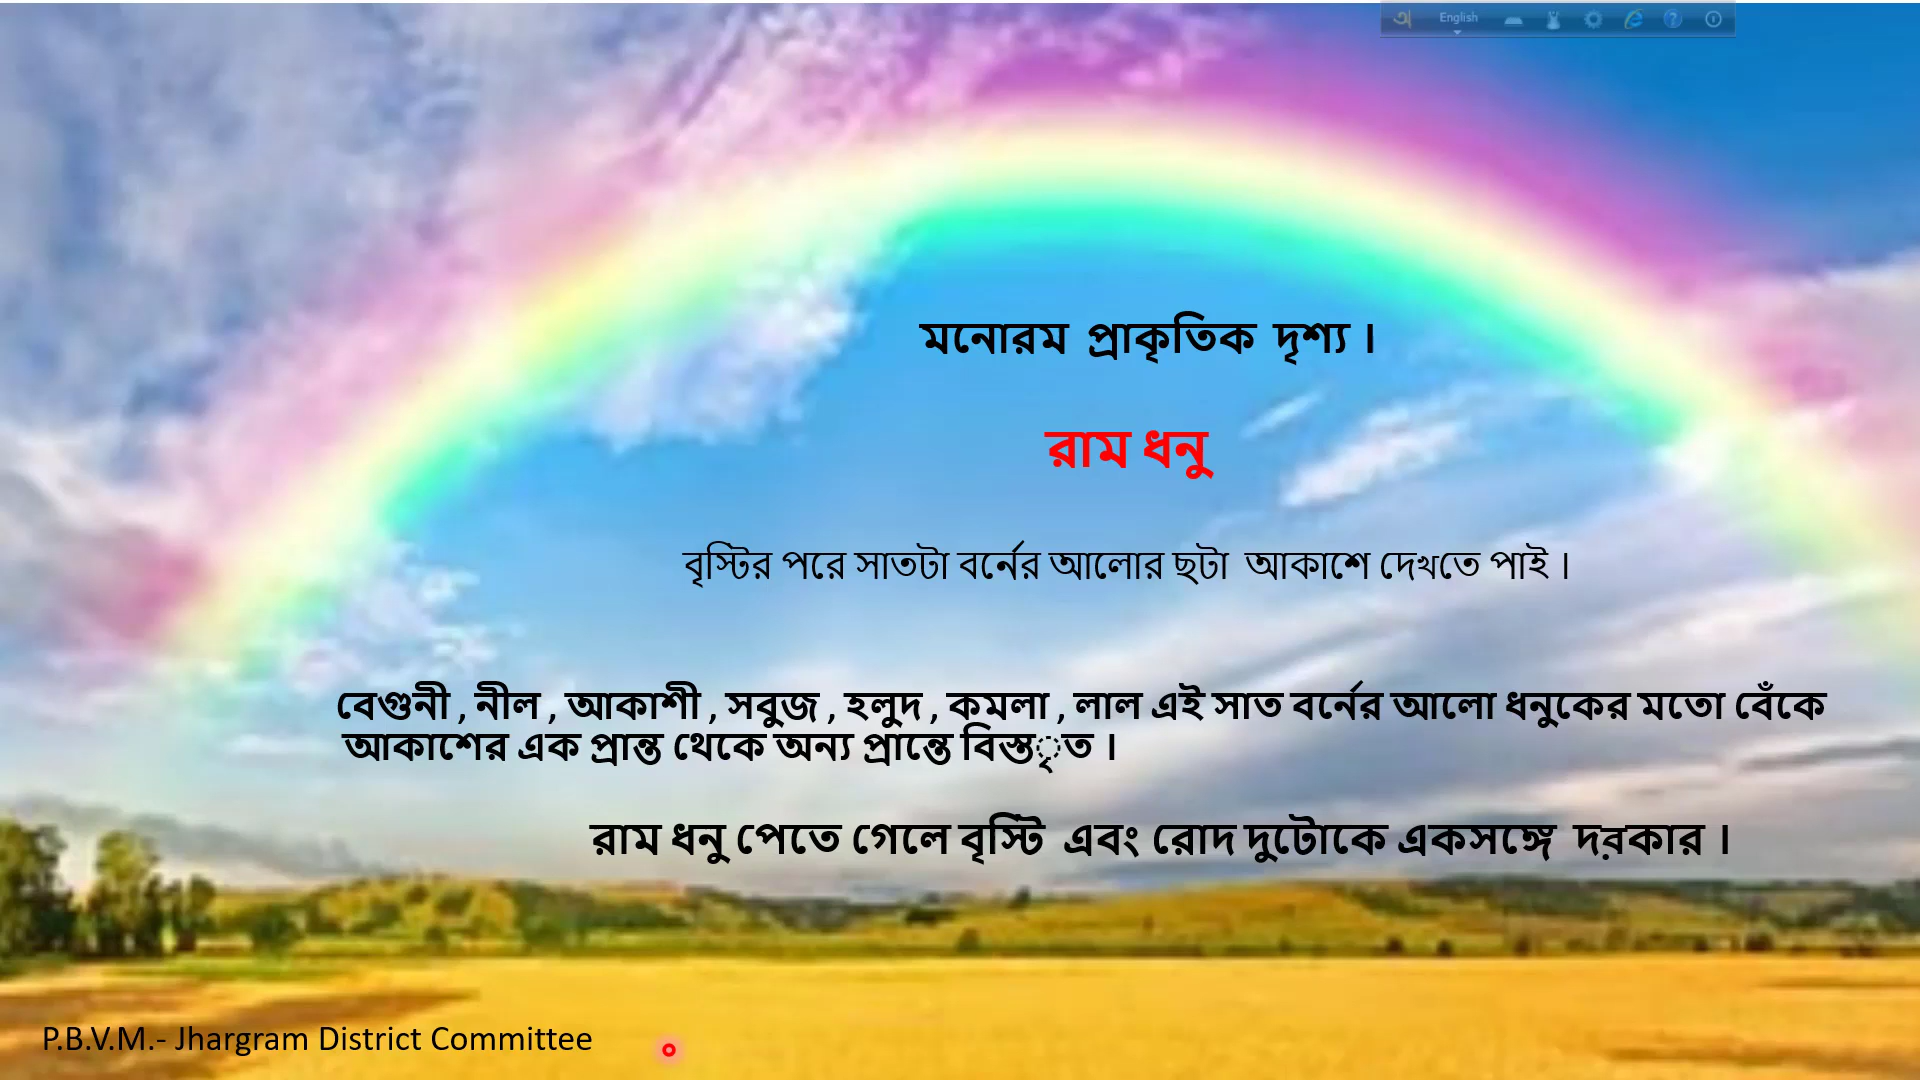 English
মনোরম প্রাকৃতিক দৃশ্য ।
রাম ধনু
বৃস্টির পরে সাতটা বর্নের আলোর ছটা আকাশে দেখতে পাই ।
বেগুনী , নীল , আকাশী , সবুজ , হলুদ , কমলা , লাল এই সাত বর্নের আলো ধনুকের মতো বেঁকে
আকাশের এক প্রান্ত থেকে অন্য প্রান্তে বিস্তৃত ।
রাম ধনু পেতে গেলে বৃস্টি এবং রোদ দুটোকে একসঙ্গে দরকার ।
P.B.V.M.- Jhargram District Committee